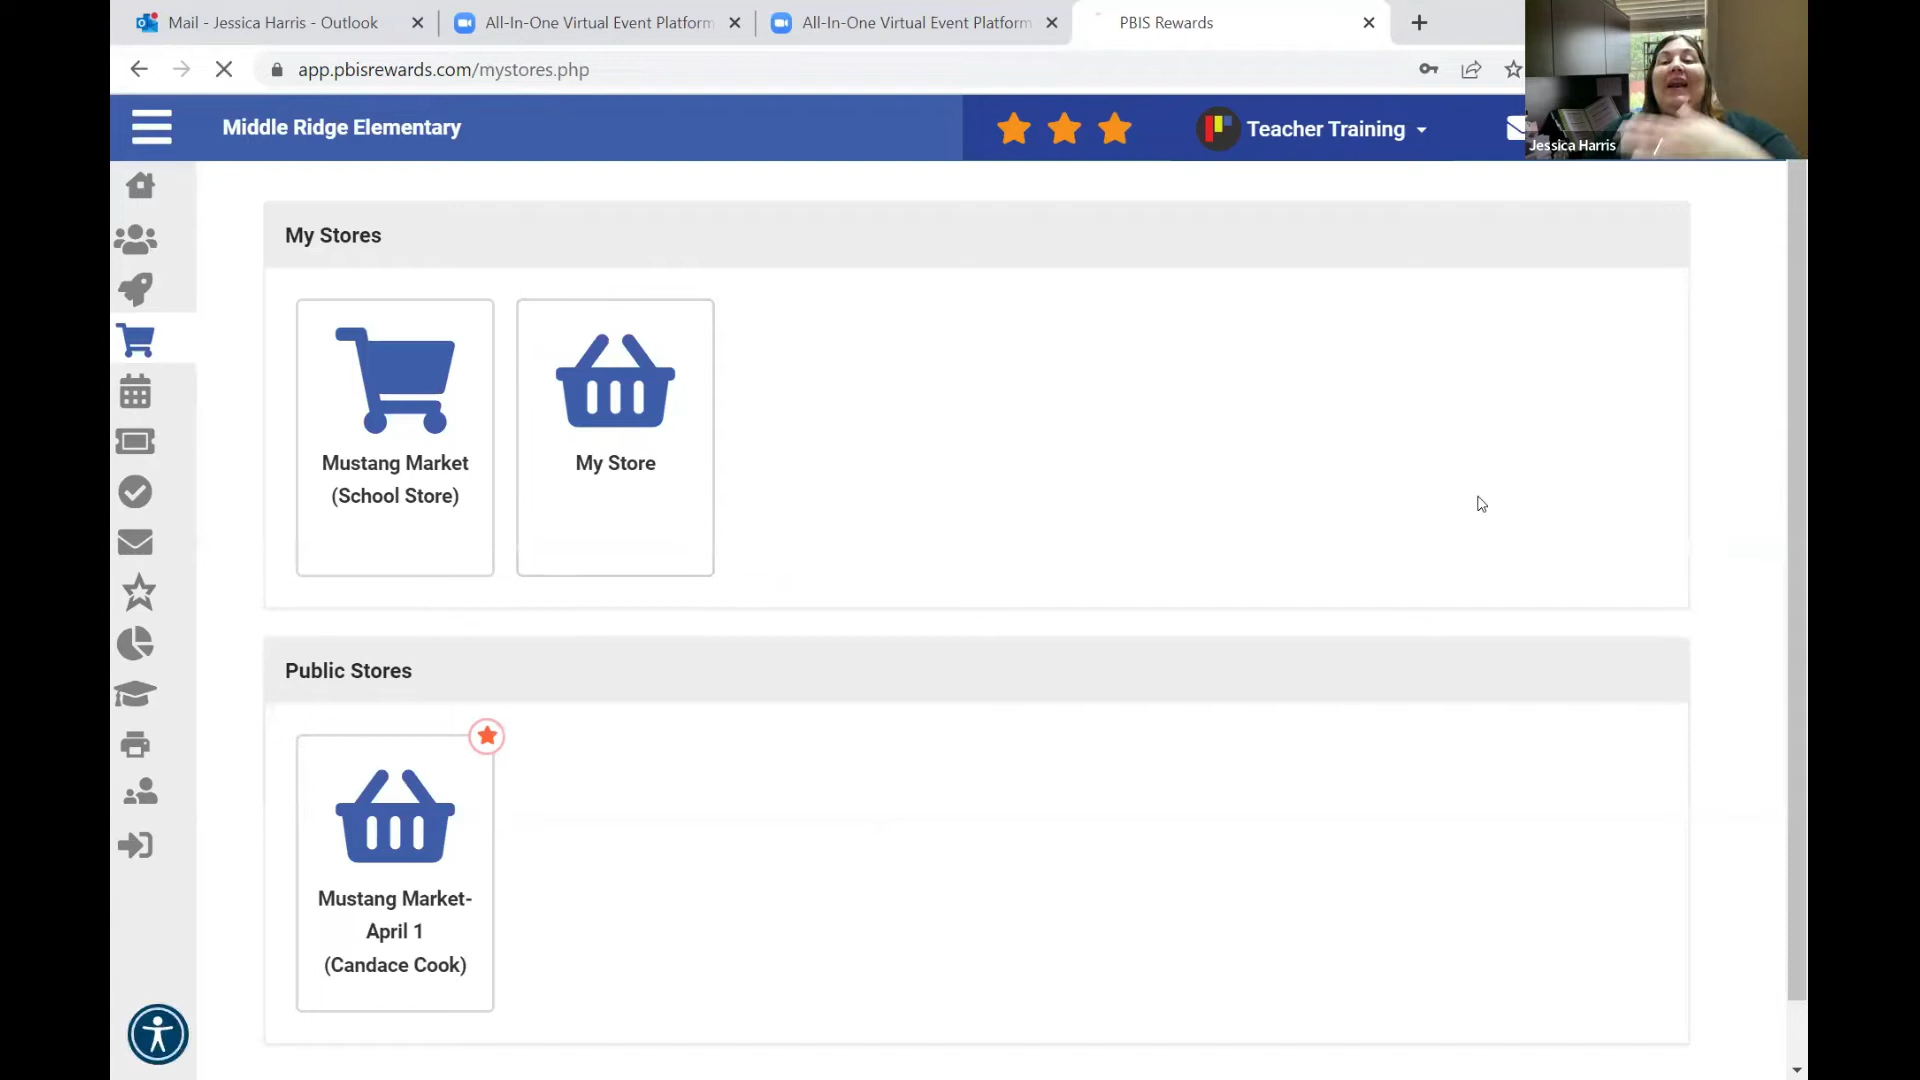 Mail - Jessica Harris - Outlook
All-In-One Virtual Event Platform
All-In-One Virtual Event Platform
PBIS Rewards
app.pbisrewards.com/mystores.php
Middle Ridge Elementary
Teacher Training
Jessica Harris
My Stores
Mustang Market
(School Store)
My Store
Public Stores
Mustang Market-
April 1
(Candace Cook)